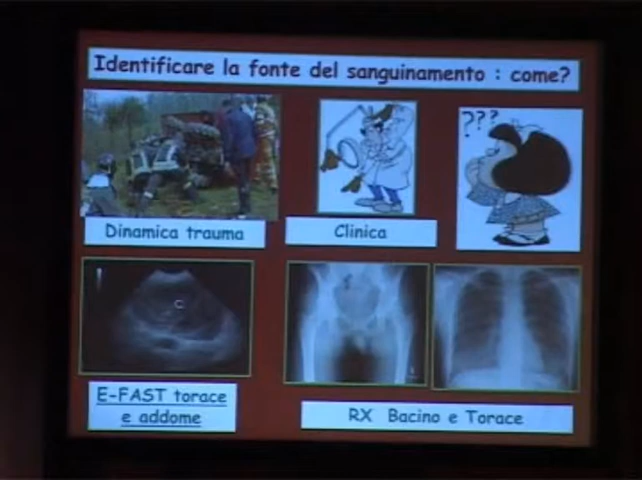 Identificare la fonte del sanguinamento : come?
???
Dinamica trauma
Clinica
C
E-FAST torace
e addome
RX Bacino e Torace